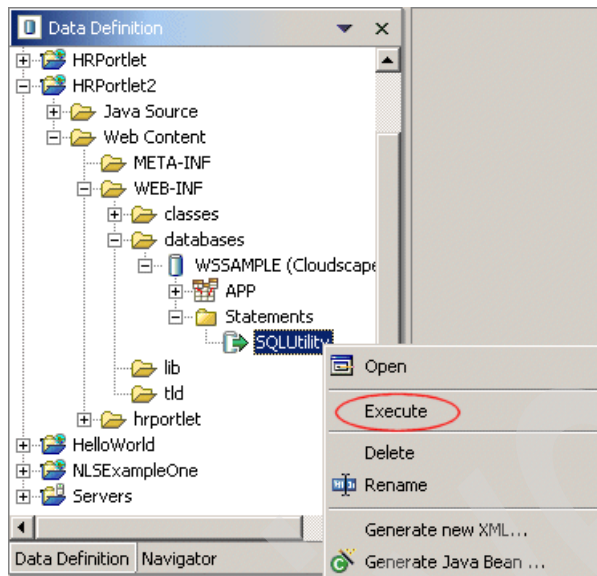 Data Definition
HRPortlet
HRPortlet2
Java Source
Web Content
META-INF
WEB-INF
classes
databases
WSSAMPLE (Cloudscape
APP
Statements
SQLUtility
Open
lib
Execute
tld
hrportlet
HelloWorld
Delete
NLSExampleOne
Rename
Servers
Generate new XML...
Data Definition Navigator
Generate Java Bean ...